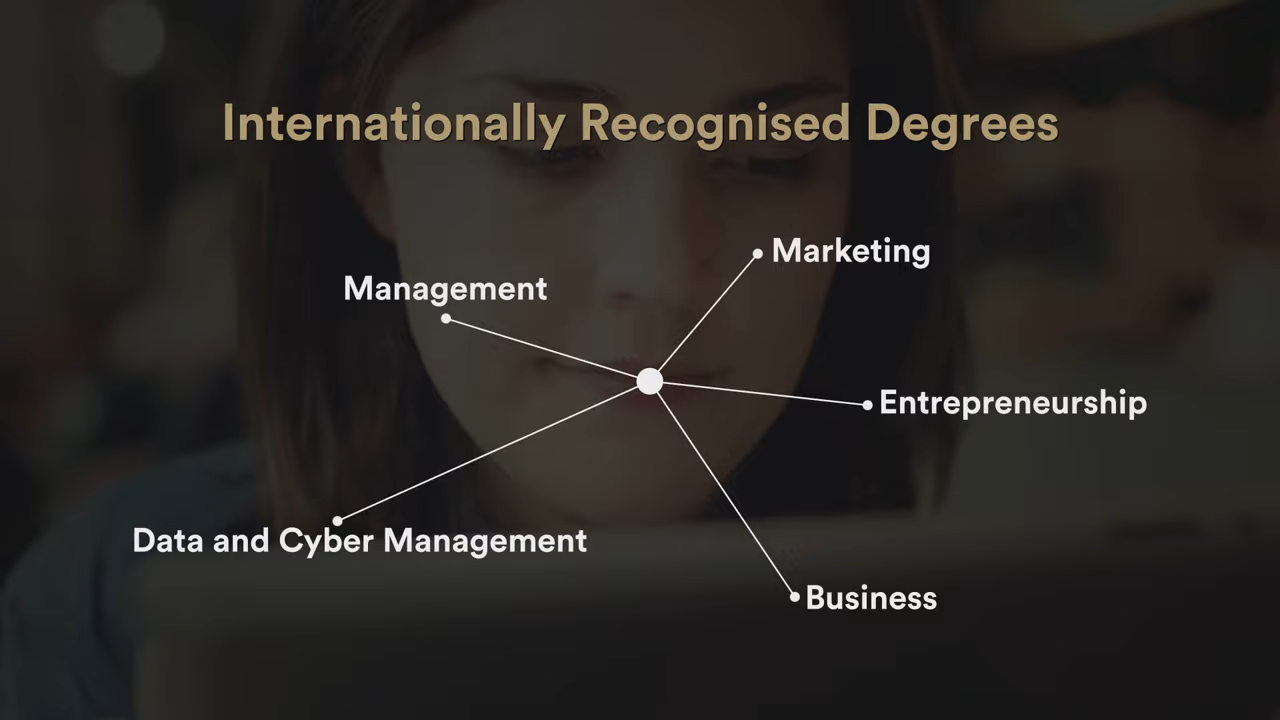 Internationally Recognised Degrees
Marketing
Management
Entrepreneurship
Data and Cyber Management
Business